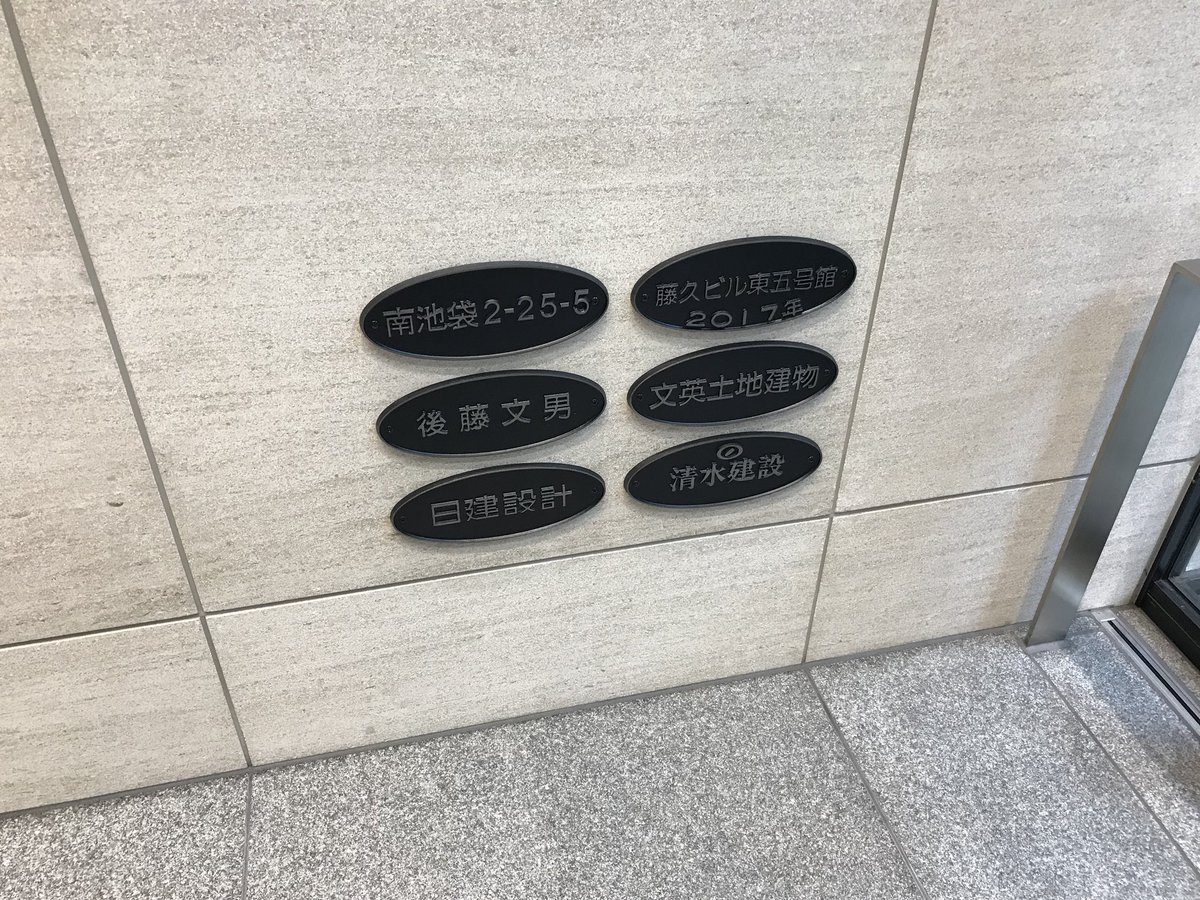 南池袋2-25-5
藤久ビル東五号館
2017年
後藤文男
文英土地建物
日建設計
清水建設